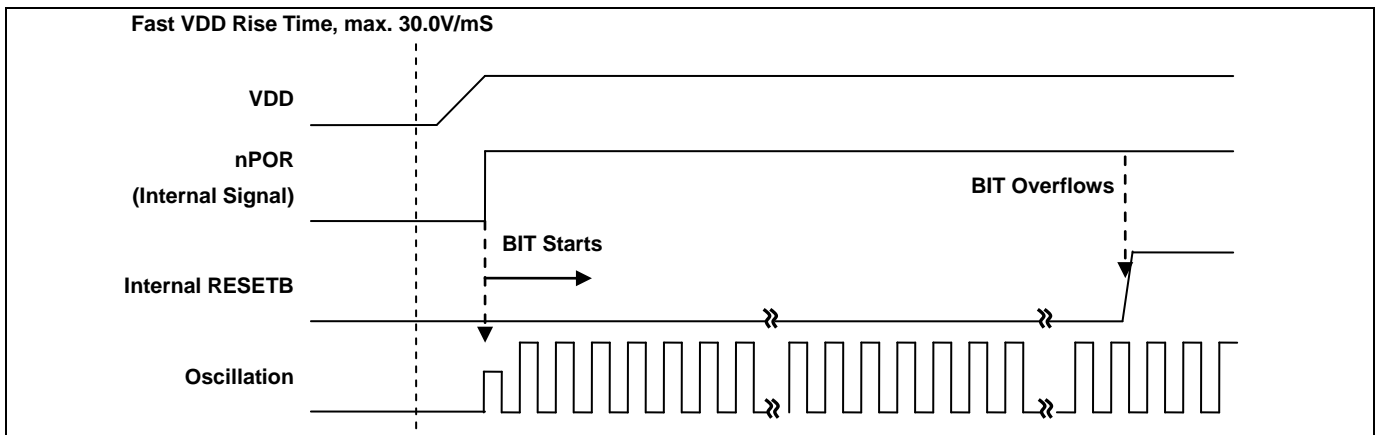 Fast VDD Rise Time, max. 30.0V/mS
VDD
nPOR
(Internal Signal)
BIT Overflows
BIT Starts
Internal RESETB
Oscillation